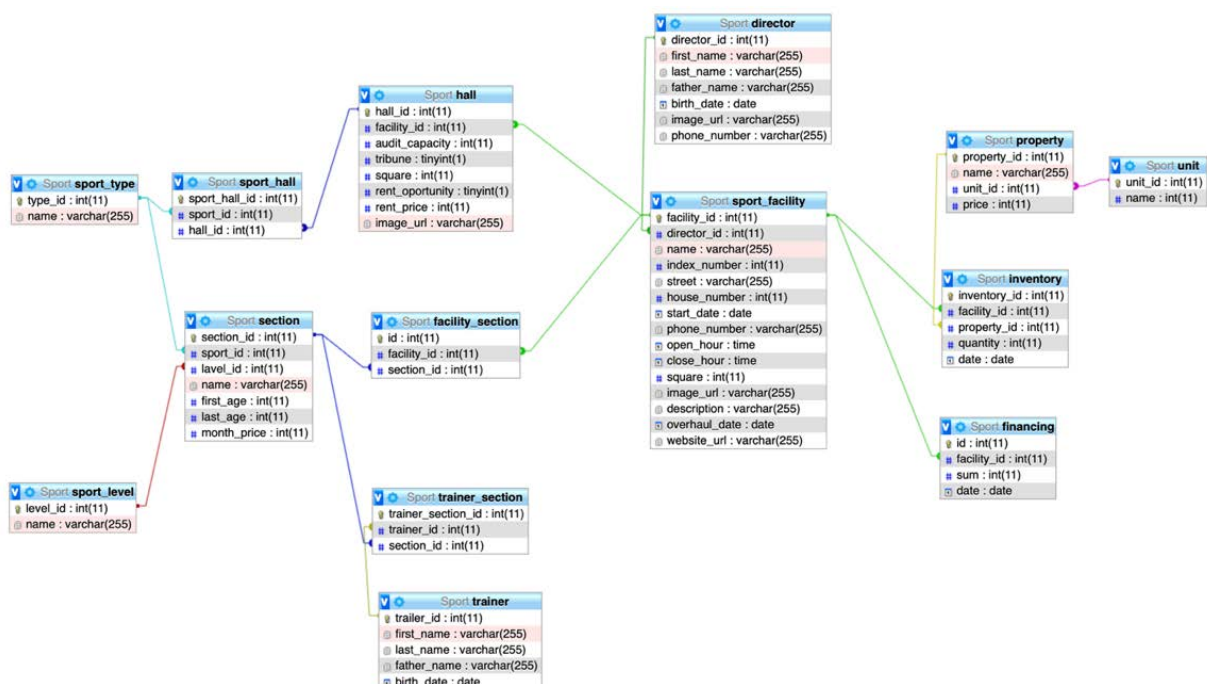 Sport director
director_id : int(11)
first_name : varchar(255)
last_name : varchar(255)
father_name : varchar(255)
birth_date : date
image_url : varchar(255)
phone_number : varchar(255)
Sport hall
hall_id : int(11)
facility_id : int(11)
audit_capacity : int(11)
tribune : tinyint(1)
square : int(11)
rent_oportunity : tinyint(1)
rent_price : int(11)
image_url : varchar(255)
Sport property
property_id : int(11)
name : varchar(255)
unit_id : int(11)
price : int(11)
Sport unit
unit_id : int(11)
name : int(11)
Sport sport_type
type_id : int(11)
name : varchar(255)
Sport sport_hall
sport_hall_id : int(11)
sport_id : int(11)
hall_id : int(11)
Sport sport_facility
facility_id : int(11)
director_id : int(11)
name : varchar(255)
index_number : int(11)
street : varchar(255)
house_number : int(11)
start_date : date
phone_number : varchar(255)
open_hour : time
close_hour : time
square : int(11)
image_url : varchar(255)
description : varchar(255)
overhaul_date : date
website_url : varchar(255)
Sport inventory
inventory_id : int(11)
facility_id : int(11)
property_id : int(11)
quantity : int(11)
date : date
Sport section
section_id : int(11)
sport_id : int(11)
lavel_id : int(11)
name : varchar(255)
first_age : int(11)
last_age : int(11)
month_price : int(11)
Sport facility_section
id : int(11)
facility_id : int(11)
section_id : int(11)
Sport financing
id : int(11)
facility_id : int(11)
sum : int(11)
date : date
Sport sport_level
level_id : int(11)
name : varchar(255)
Sport trainer_section
trainer_section_id : int(11)
trainer_id : int(11)
section_id : int(11)
Sport trainer
trailer_id : int(11)
first_name : varchar(255)
last_name : varchar(255)
father_name : varchar(255)
birth_date : date